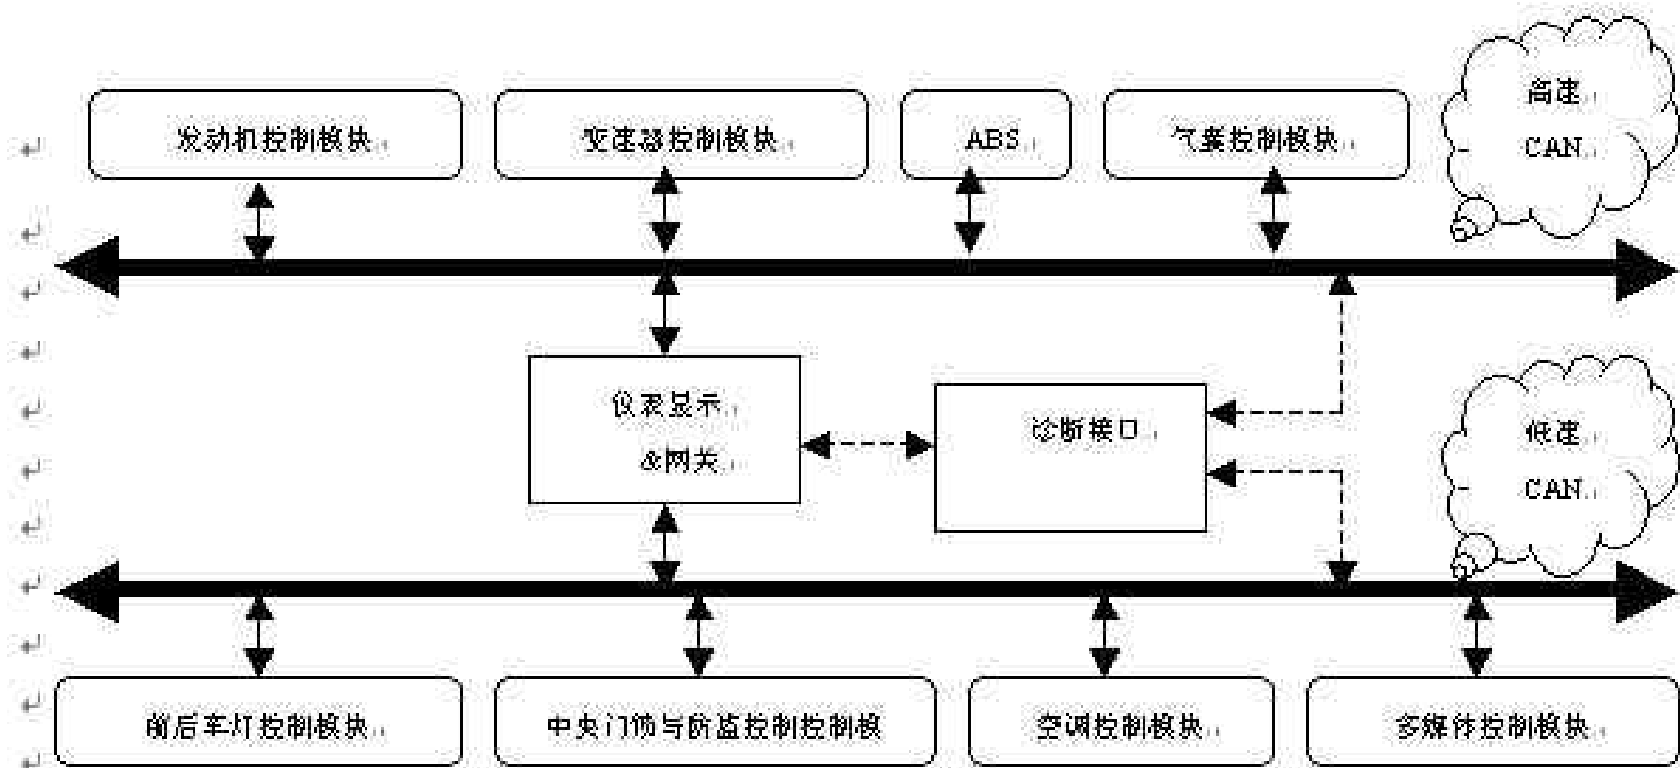 发动机控制模块
变速器控制模块
ABS
气囊控制模块
高速
CAN
仪表显示
&网关
诊断接口
低速
CAN
前后车灯控制模块
中央门锁与防盗控制控制模
空调控制模块
多媒体控制模块